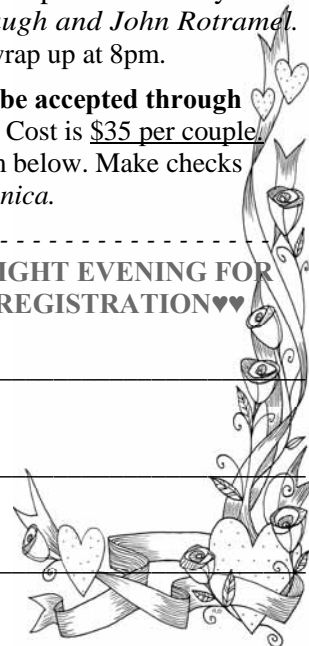 ugh and John Rotramel.
wrap up at 8pm.
be accepted through
Cost is $35 per couple.
n below. Make checks
nica.
IGHT EVENING FOR
REGISTRATION♥♥